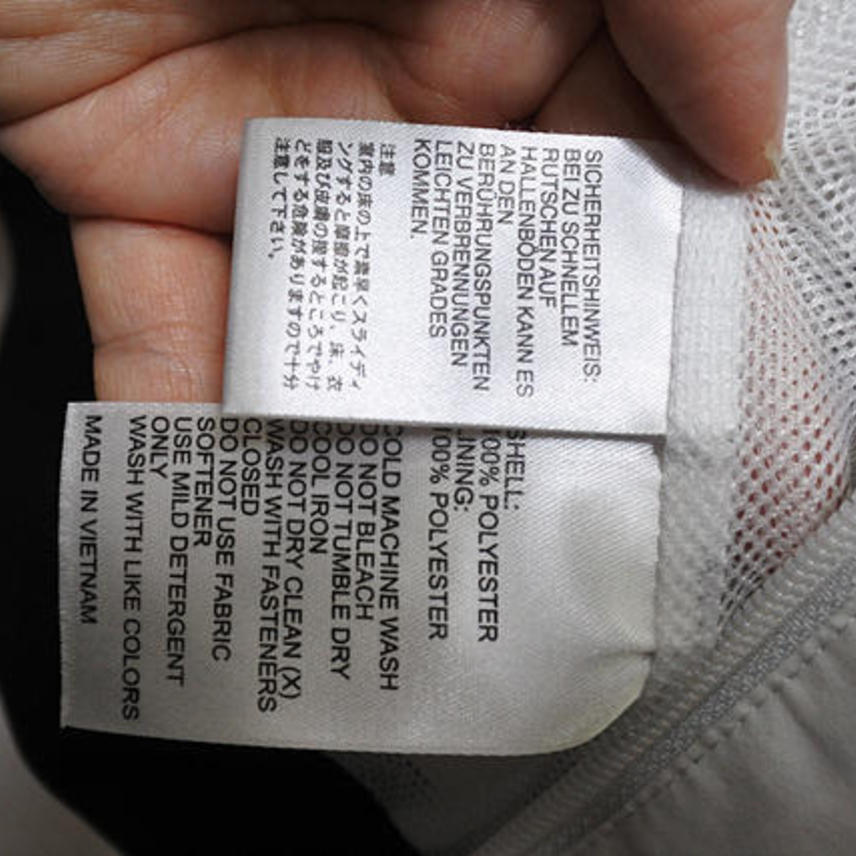 SICHERHEITSHINWEIS:
BEI ZU SCHNELLEM
RUTSCHEN AUF
HALLENBÖDEN KANN ES
AN DEN
BERÜHRUNGSPUNKTEN
ZU VERBRENNUNGEN
LEICHTEN GRADES
KOMMEN.
注意
室内の床の上で素早くスライディ
ングすると摩擦が起こり、床、衣
服及び皮膚の接するところでやけ
どをする危険がありますので十分
注意して下さい。
SHELL:
100% POLYESTER
LINING:
100% POLYESTER
COLD MACHINE WASH
DO NOT BLEACH
DO NOT TUMBLE DRY
COOL IRON
DO NOT DRY CLEAN (X)
WASH WITH FASTENERS
CLOSED
DO NOT USE FABRIC
SOFTENER
USE MILD DETERGENT
ONLY
WASH WITH LIKE COLORS
MADE IN VIETNAM